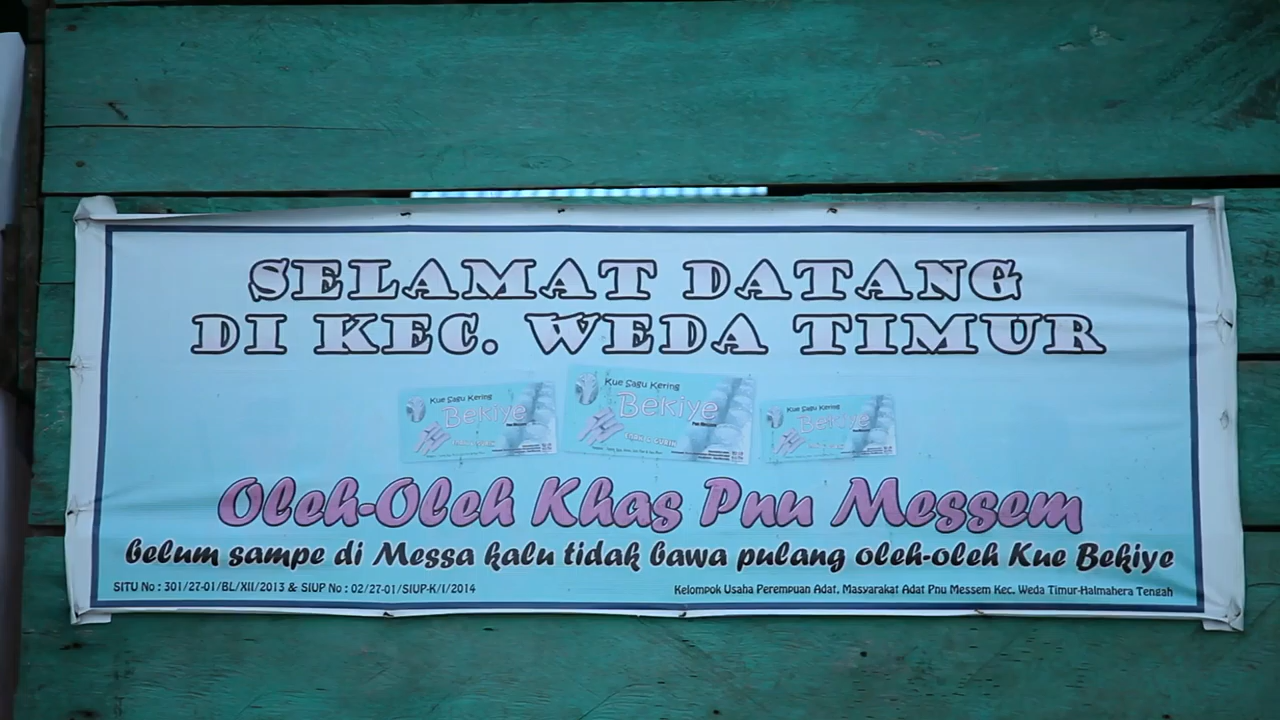 SELAMAT DATANG
DI KEC. WEDA TIMUR
Kue Sagu Kering
Bekiye
Kue Sagu Kering
Bekiye
Kue Sagu Kering
Bekiye
Oleh-Oleh Khas Pnu Messem
belum sampe di Messa kalu tidak bawa pulang oleh-oleh Kue Bekiye
SITU No : 301/27-01/BL/XII/2013 & SIUP No : 02/27-01/SIUP-K/I/2014
Kelompok Usaha Perempuan Adat, Masyarakat Adat Pnu Messem Kec. Weda Timur-Halmahera Tengah